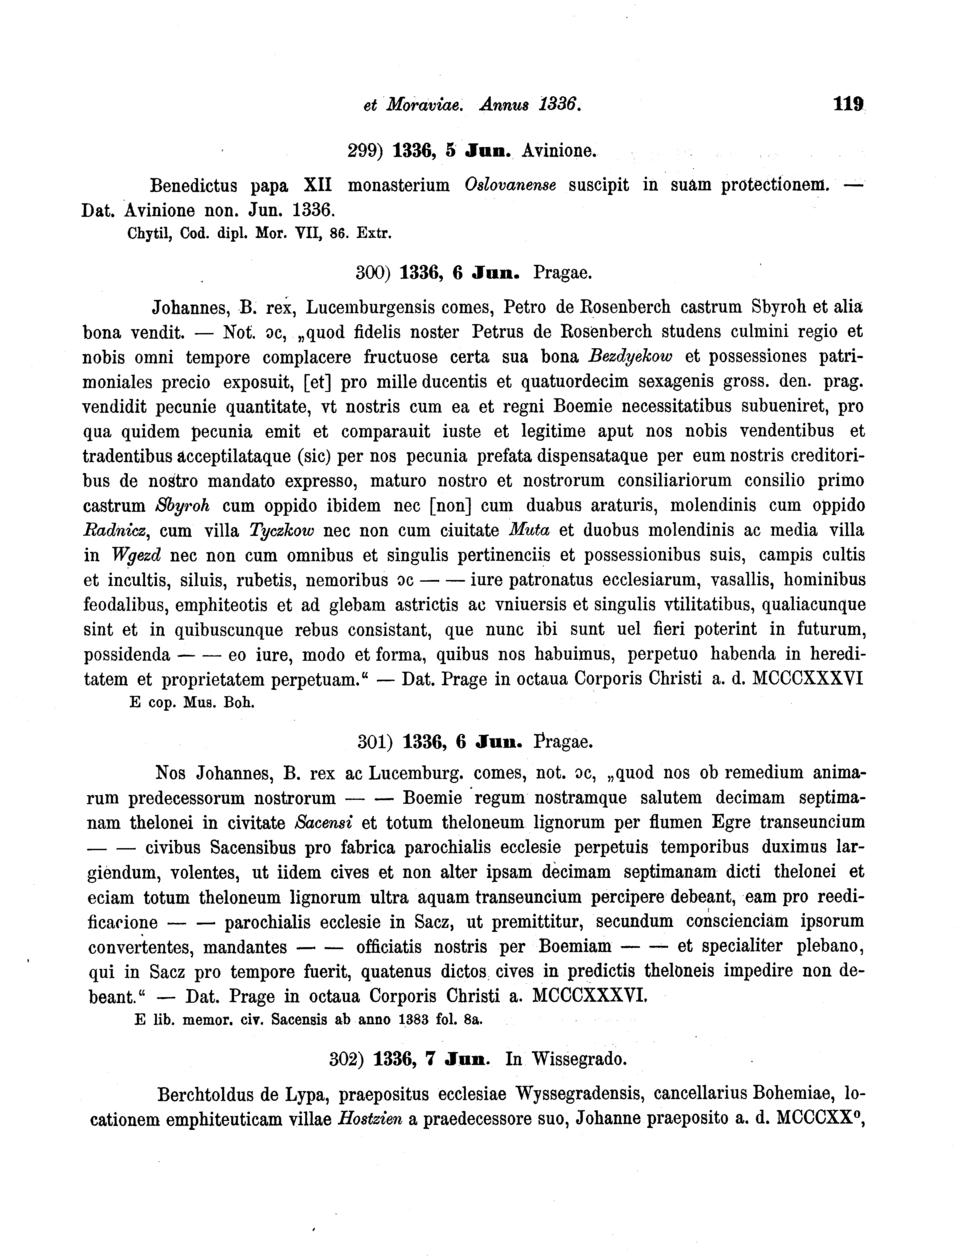 et Moraviae. Annus 1336. 119
299) 1336, 5 Jun. Avinione.
Benedictus papa XII monasterium Oslovanense suscipit in suam protectionem. —
Dat. Avinione non. Jun. 1336.
Chytil, Cod. dipl. Mor. VII, 86. Extr.
300) 1336, 6 Jun. Pragae.
Johannes, B. rex, Lucemburgensis comes, Petro de Rosenberch castrum Sbyroh et alia
bona vendit. — Not. ɔc, „quod fidelis noster Petrus de Rosenberch studens culmini regio et
nobis omni tempore complacere fructuose certa sua bona Bezdyekow et possessiones patri-
moniales precio exposuit, [et] pro mille ducentis et quatuordecim sexagenis gross. den. prag.
vendidit pecunie quantitate, vt nostris cum ea et regni Boemie necessitatibus subueniret, pro
qua quidem pecunia emit et comparauit iuste et legitime aput nos nobis vendentibus et
tradentibus acceptilataque (sic) per nos pecunia prefata dispensataque per eum nostris creditori-
bus de nostro mandato expresso, maturo nostro et nostrorum consiliariorum consilio primo
castrum Sbyroh cum oppido ibidem nec [non] cum duabus araturis, molendinis cum oppido
Radnicz, cum villa Tyczkow nec non cum ciuitate Muta et duobus molendinis ac media villa
in Wgezd nec non cum omnibus et singulis pertinenciis et possessionibus suis, campis cultis
et incultis, siluis, rubetis, nemoribus ɔc — — iure patronatus ecclesiarum, vasallis, hominibus
feodalibus, emphiteotis et ad glebam astrictis ac vniuersis et singulis vtilitatibus, qualiacunque
sint et in quibuscunque rebus consistant, que nunc ibi sunt uel fieri poterint in futurum,
possidenda — — eo iure, modo et forma, quibus nos habuimus, perpetuo habenda in heredi-
tatem et proprietatem perpetuam.“ — Dat. Prage in octaua Corporis Christi a. d. MCCCXXXVI
E cop. Mus. Boh.
301) 1336, 6 Jun. Pragae.
Nos Johannes, B. rex ac Lucemburg. comes, not. ɔc, „quod nos ob remedium anima-
rum predecessorum nostrorum — — Boemie regum nostramque salutem decimam septima-
nam thelonei in civitate Sacensi et totum theloneum lignorum per flumen Egre transeuncium
— — civibus Sacensibus pro fabrica parochialis ecclesie perpetuis temporibus duximus lar-
giendum, volentes, ut iidem cives et non alter ipsam decimam septimanam dicti thelonei et
eciam totum theloneum lignorum ultra aquam transeuncium percipere debeant, eam pro reedi-
ficacione — — parochialis ecclesie in Sacz, ut premittitur, secundum conscienciam ipsorum
convertentes, mandantes — — officiatis nostris per Boemiam — — et specialiter plebano,
qui in Sacz pro tempore fuerit, quatenus dictos cives in predictis theloneis impedire non de-
beant.“ — Dat. Prage in octaua Corporis Christi a. MCCCXXXVI.
E lib. memor. civ. Sacensis ab anno 1383 fol. 8a.
302) 1336, 7 Jun. In Wissegrado.
Berchtoldus de Lypa, praepositus ecclesiae Wyssegradensis, cancellarius Bohemiae, lo-
cationem emphiteuticam villae Hostzien a praedecessore suo, Johanne praeposito a. d. MCCCXX⁰,